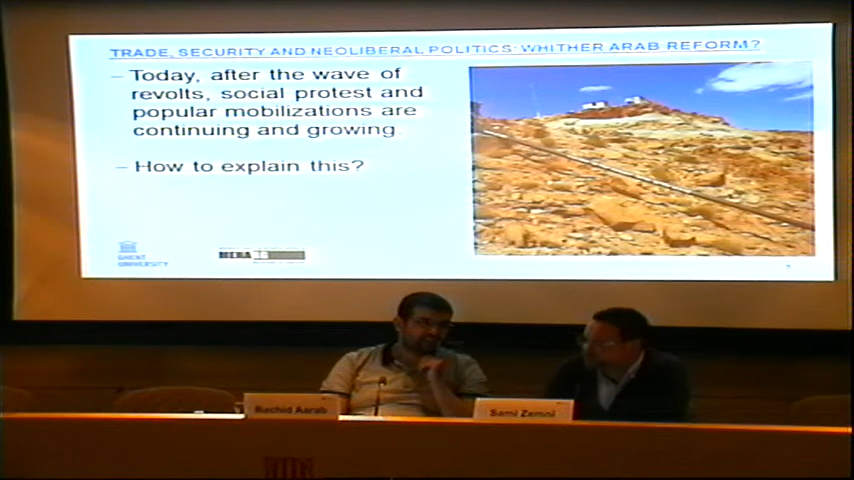 TRADE, SECURITY AND NEOLIBERAL POLITICS: WHITHER ARAB REFORM?
– Today, after the wave of
revolts, social protest and
popular mobilizations are
continuing and growing.
– How to explain this?
GHENT
UNIVERSITY
Rachid Aarab
Sami Zemni